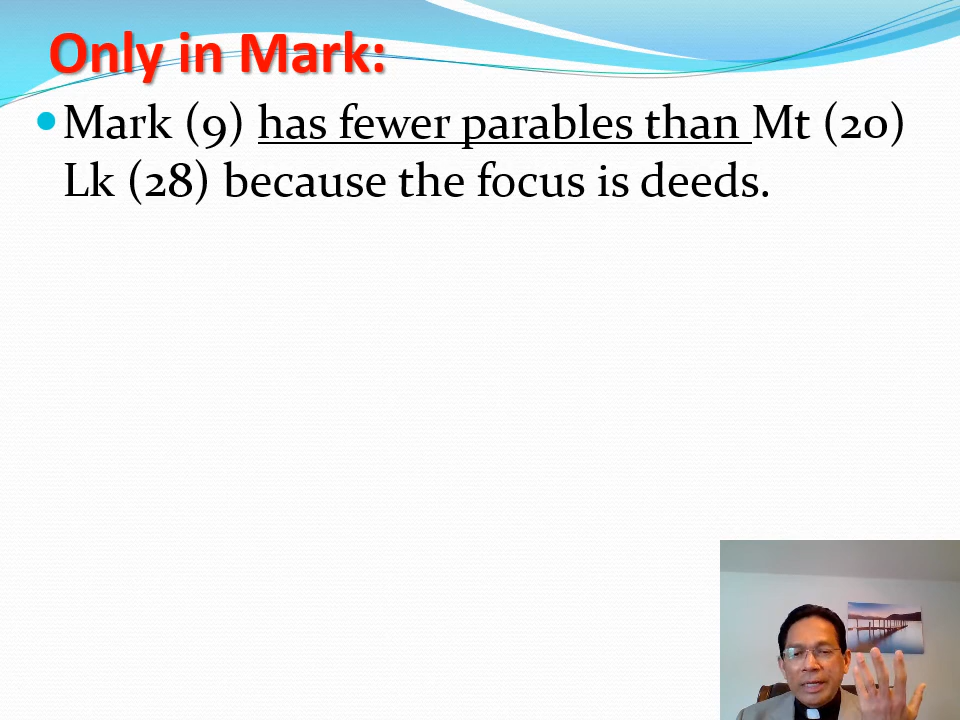 Only in Mark:
Mark (9) has fewer parables than Mt (20)
Lk (28) because the focus is deeds.